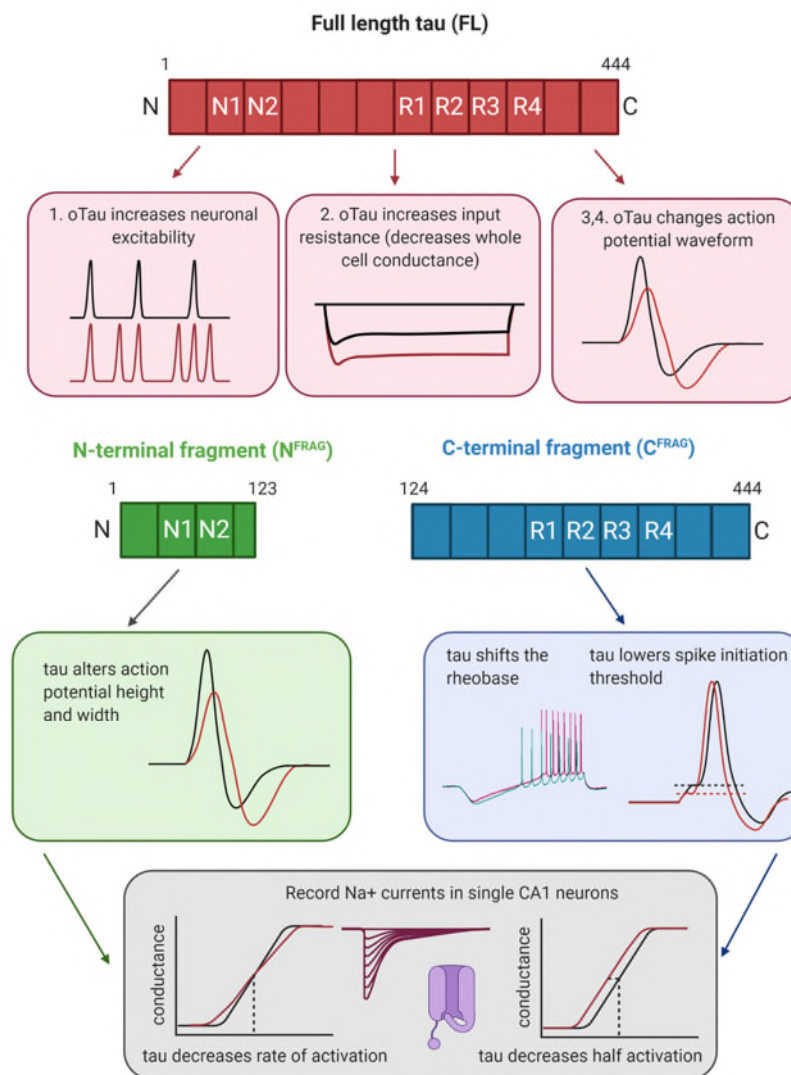 Full length tau (FL)
1 444
N N1 N2 R1 R2 R3 R4 C
1. oTau increases neuronal
excitability
2. oTau increases input
resistance (decreases whole
cell conductance)
3,4. oTau changes action
potential waveform
N-terminal fragment (N^FRAG)
1 123
N N1 N2
C-terminal fragment (C^FRAG)
124 444
R1 R2 R3 R4 C
tau alters action
potential height
and width
tau shifts the
rheobase
tau lowers spike initiation
threshold
Record Na+ currents in single CA1 neurons
conductance
tau decreases rate of activation
conductance
tau decreases half activation